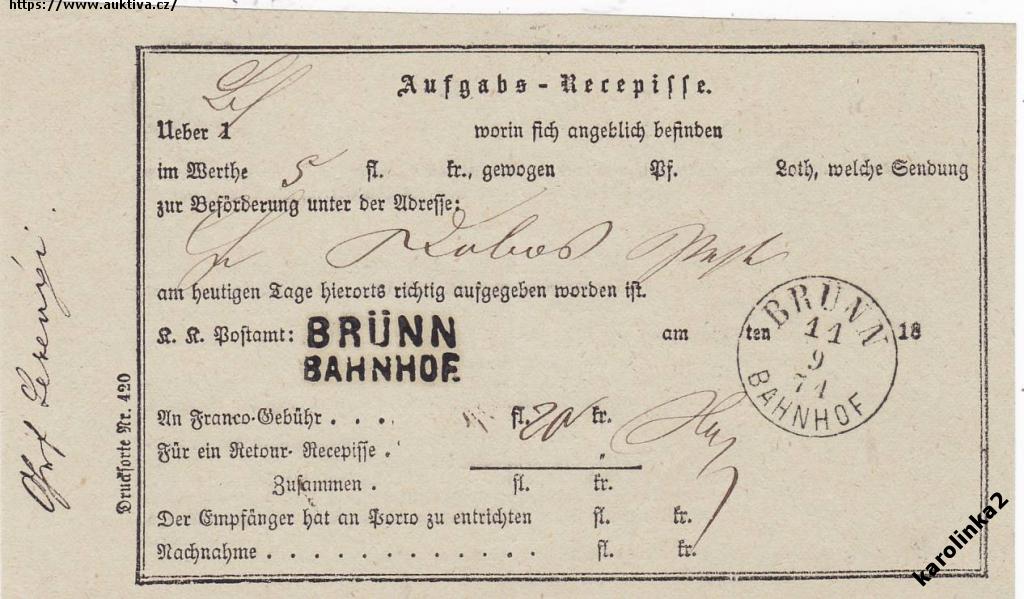 https://www.auktiva.cz/
Aufgabs-Recepisse.
Ueber 1 worin sich angeblich befinden
im Werthe 5 fl. kr., gewogen Pf. Loth, welche Sendung
zur Beförderung unter der Adresse:
am heutigen Tage hierorts richtig aufgegeben worden ist.
K. K. Postamt: BRÜNN BAHNHOF. am ten 18
BRÜNN
11
9
71
BAHNHOF
An Franco-Gebühr . . . fl. 20 kr.
Für ein Retour-Recepisse . "
Zusammen . fl. kr.
Der Empfänger hat an Porto zu entrichten fl. kr.
Nachnahme . . . . . . . . . . . . fl. kr.
Drucksorte Nr. 420
karolinka2